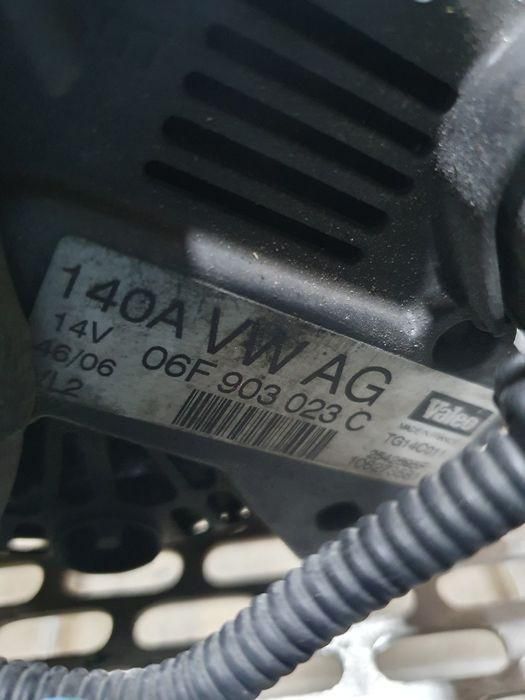 140A VW AG
14V 06F 903 023 C
46/06
Valeo
TG14C011